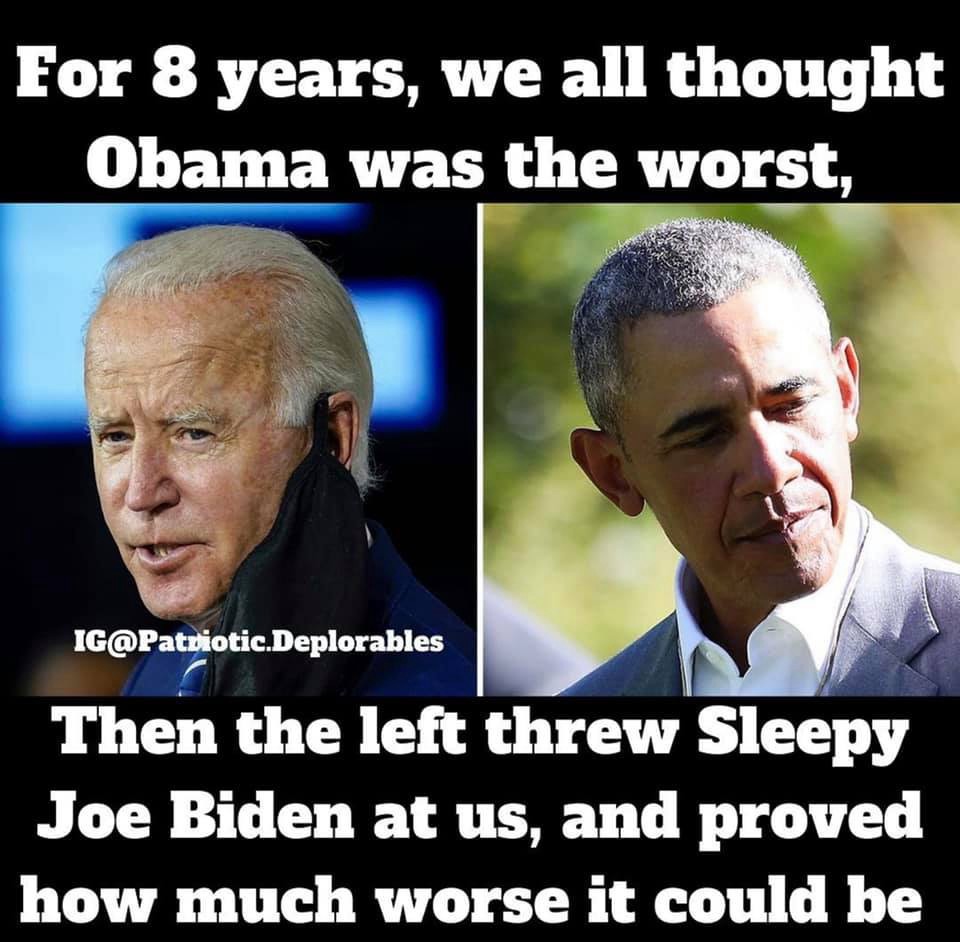 For 8 years, we all thought
Obama was the worst,
IG@Patriotic.Deplorables
Then the left threw Sleepy
Joe Biden at us, and proved
how much worse it could be